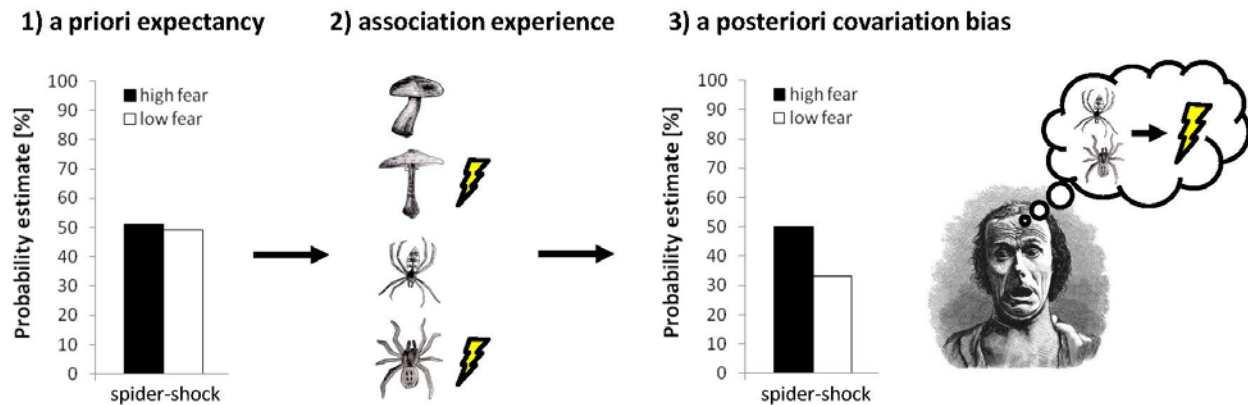 1) a priori expectancy
2) association experience
3) a posteriori covariation bias
Probability estimate [%]
100
90
80
70
60
50
40
30
20
10
0
high fear
low fear
spider-shock
Probability estimate [%]
100
90
80
70
60
50
40
30
20
10
0
high fear
low fear
spider-shock